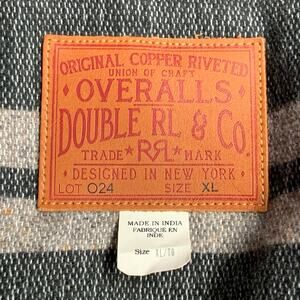 ORIGINAL COPPER RIVETED
UNION OF CRAFT
OVERALLS
DOUBLE RL & CO.
TRADE ★ RRL ★ MARK
DESIGNED IN NEW YORK
LOT 024 SIZE XL
MADE IN INDIA
FABRIQUE EN
INDE
Size XL/TG